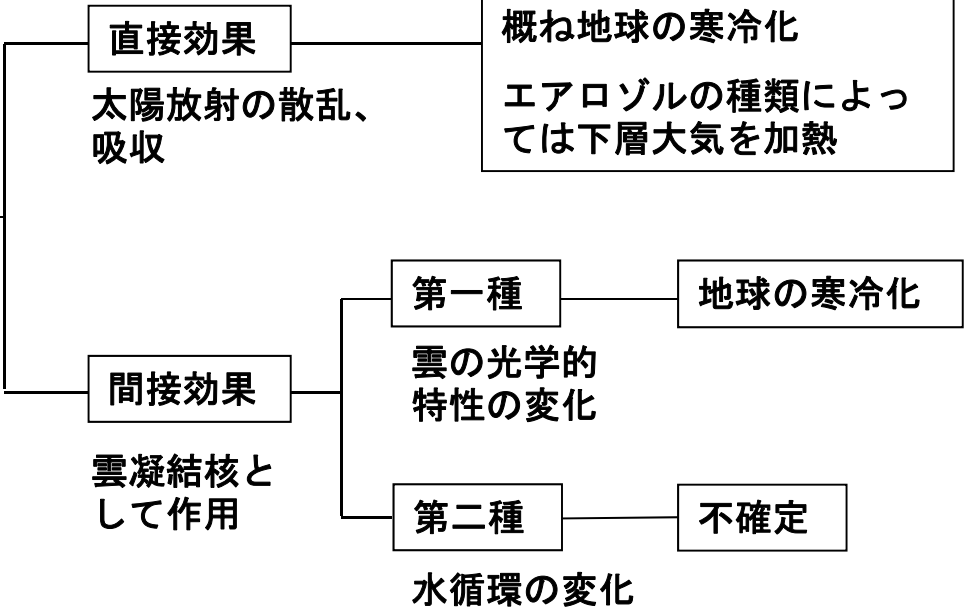 直接効果
太陽放射の散乱、
吸収
概ね地球の寒冷化
エアロゾルの種類によっ
ては下層大気を加熱
間接効果
雲凝結核と
して作用
第一種
雲の光学的
特性の変化
地球の寒冷化
第二種
水循環の変化
不確定